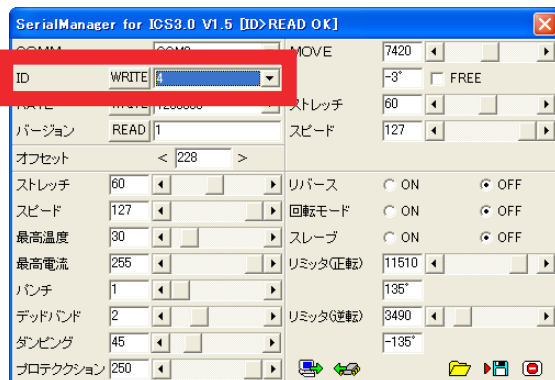 SerialManager for ICS3.0 V1.5 [ID>READ OK]
MOVE 7420
ID WRITE 4 -3° FREE
ストレッチ 60
バージョン READ 1 スピード 127
オフセット < 228 >
ストレッチ 60 リバース ON OFF
スピード 127 回転モード ON OFF
最高温度 30 スレーブ ON OFF
最高電流 255 リミッタ(正転) 11510
パンチ 1 135°
デッドバンド 2 リミッタ(逆転) 3490
ダンピング 45 -135°
プロテククション 250